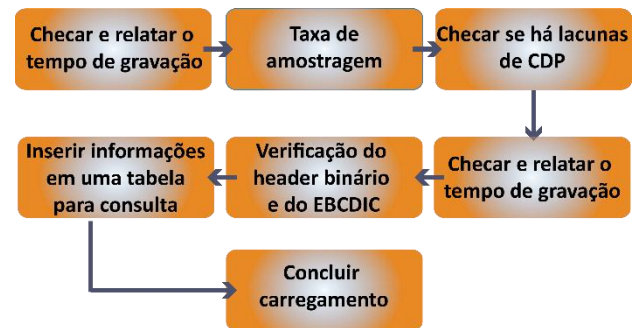 Checar e relatar o
tempo de gravação
Taxa de
amostragem
Checar se há lacunas
de CDP
Checar e relatar o
tempo de gravação
Verificação do
header binário
e do EBCDIC
Inserir informações
em uma tabela
para consulta
Concluir
carregamento